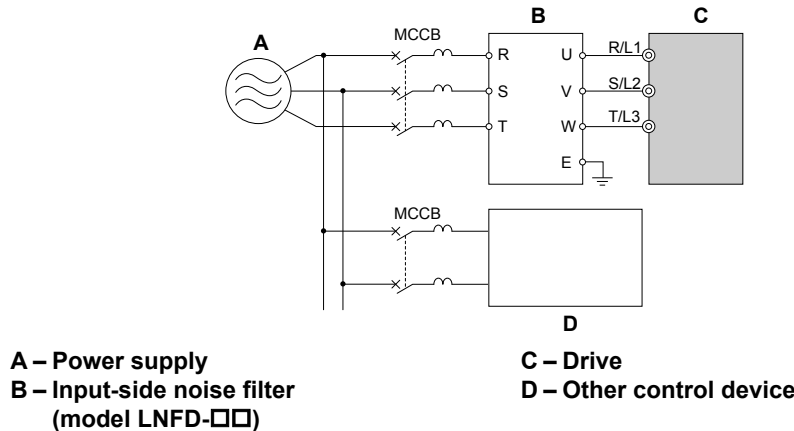 B C
A MCCB
R U R/L1
S V S/L2
T W T/L3
E
MCCB
D
A – Power supply C – Drive
B – Input-side noise filter D – Other control device
(model LNFD-□□)